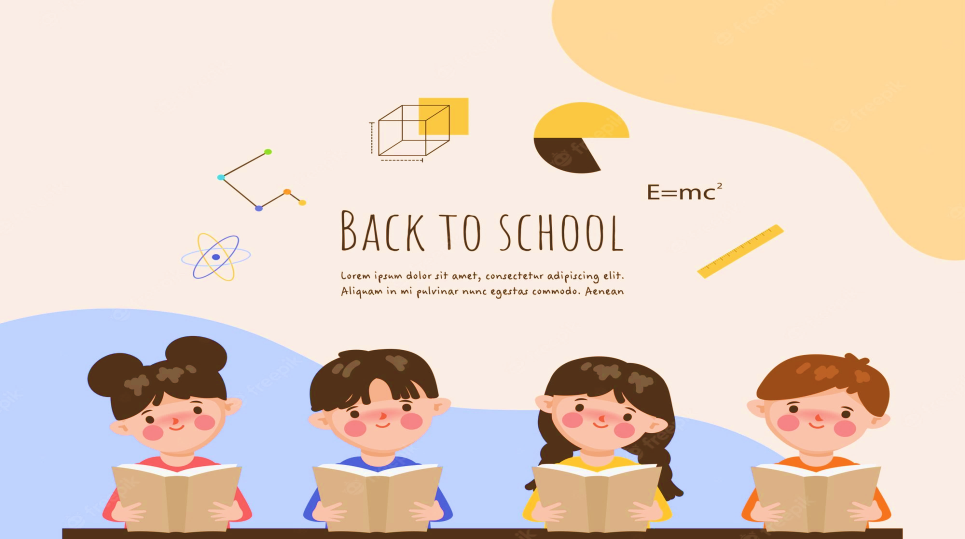 E=mc²
BACK TO SCHOOL
Lorem ipsum dolor sit amet, consectetur adipiscing elit.
Aliquam in mi pulvinar nunc egestas commodo. Aenean